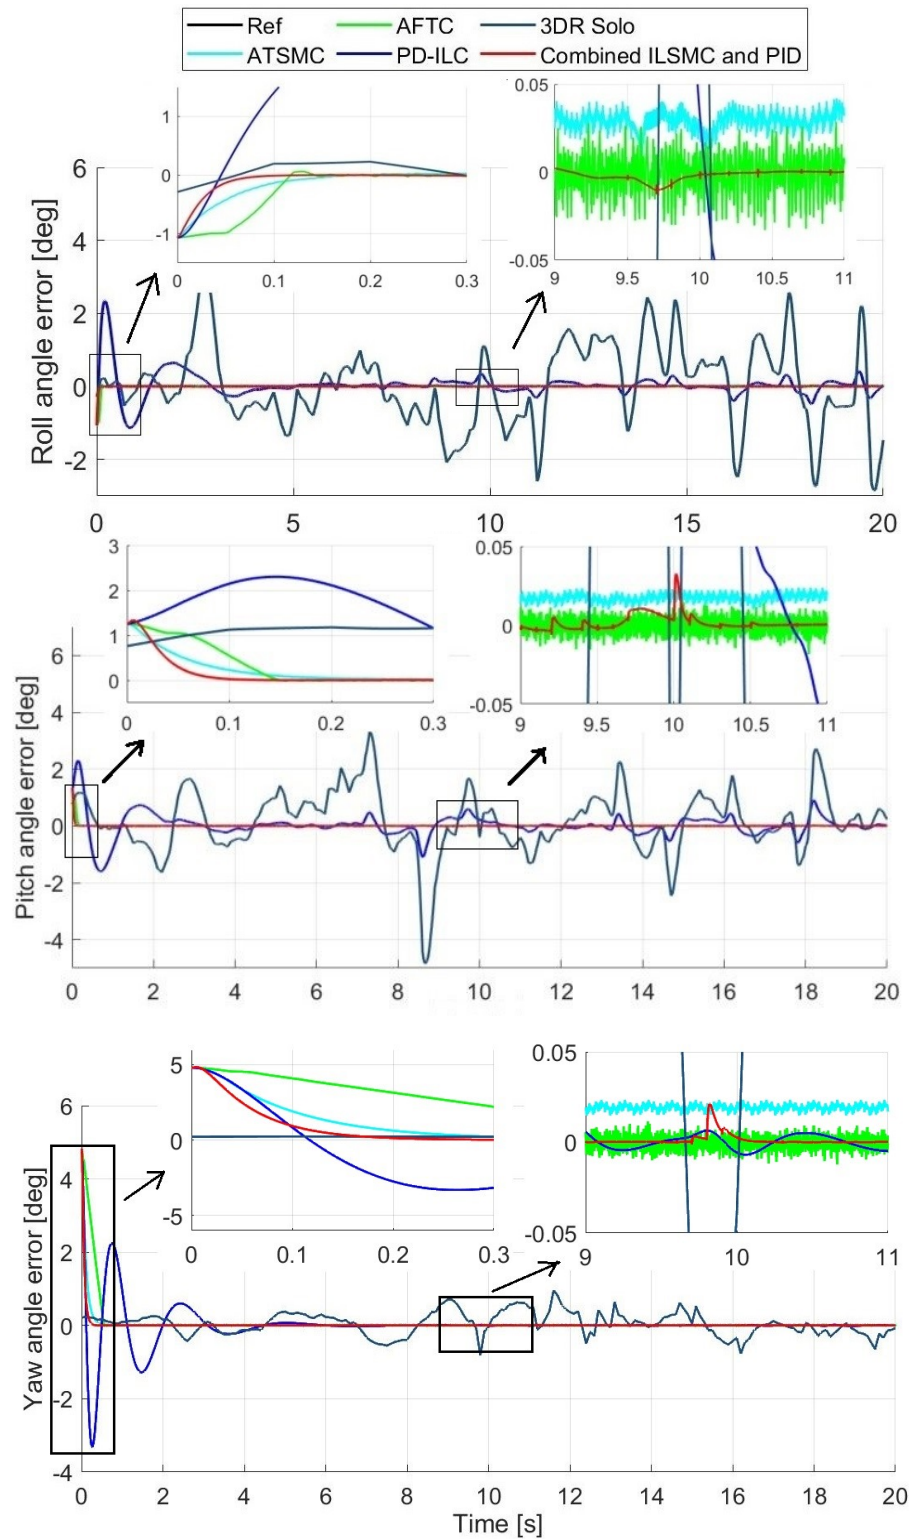 Ref AFTC 3DR Solo
ATSMC PD-ILC Combined ILSMC and PID
1
0
-1
0 0.1 0.2 0.3
0.05
0
-0.05
9 9.5 10 10.5 11
Roll angle error [deg]
6
4
2
0
-2
0 5 10 15 20
3
2
1
0
0 0.1 0.2 0.3
0.05
0
-0.05
9 9.5 10 10.5 11
Pitch angle error [deg]
6
4
2
0
-2
-4
0 2 4 6 8 10 12 14 16 18 20
5
0
-5
0 0.1 0.2 0.3
0.05
0
-0.05
9 10 11
Yaw angle error [deg]
6
4
2
0
-2
-4
0 2 4 6 8 10 12 14 16 18 20
Time [s]